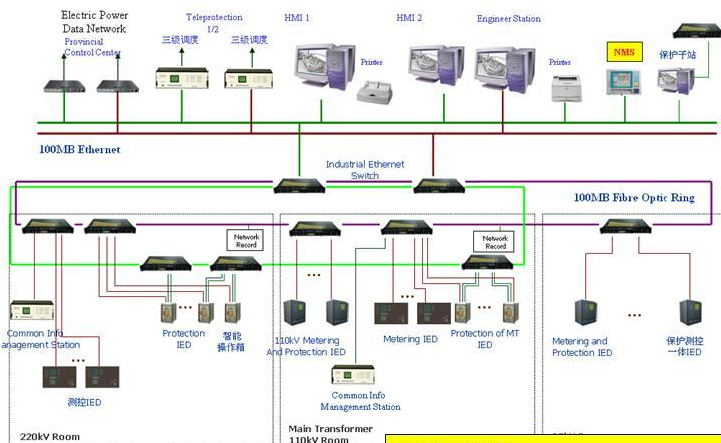 Electric Power
Data Network
Provincial
Control Center
Teleprotection
1/2
三级调度
三级调度
HMI 1
HMI 2
Engineer Station
Printer
Printer
NMS
保护子站
100MB Ethernet
Industrial Ethernet
Switch
100MB Fibre Optic Ring
Network
Record
Network
Record
Common Info
anagement Station
Protection
IED
智能
操作箱
110kV Metering
And Protection IED
Metering IED
Protection of MT
IED
Metering and
Protection IED
保护测控
一体IED
测控IED
Common Info
Management Station
220kV Room
Main Transformer
110kV Room